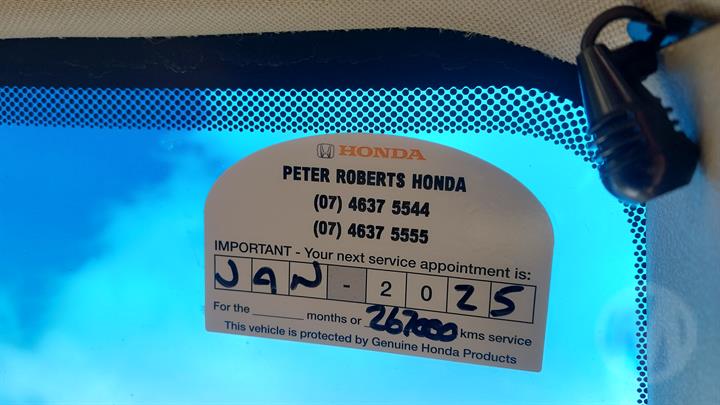 HONDA
PETER ROBERTS HONDA
(07) 4637 5544
(07) 4637 5555
IMPORTANT - Your next service appointment is:
JAN - 2025
For the ______ months or 267000 kms service
This vehicle is protected by Genuine Honda Products